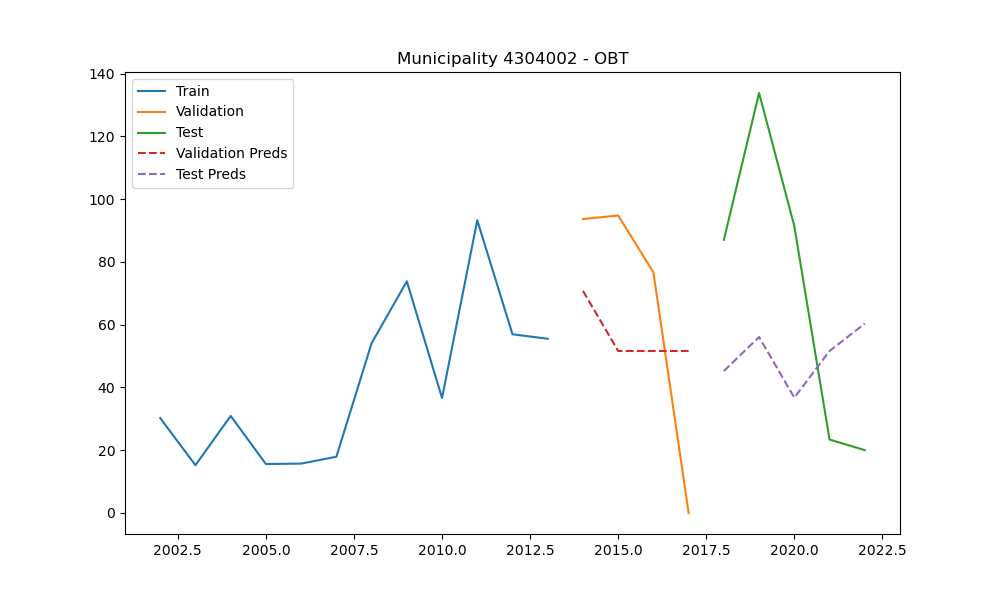 Municipality 4304002 - OBT
Train
Validation
Test
Validation Preds
Test Preds
140
120
100
80
60
40
20
0
2002.5 2005.0 2007.5 2010.0 2012.5 2015.0 2017.5 2020.0 2022.5